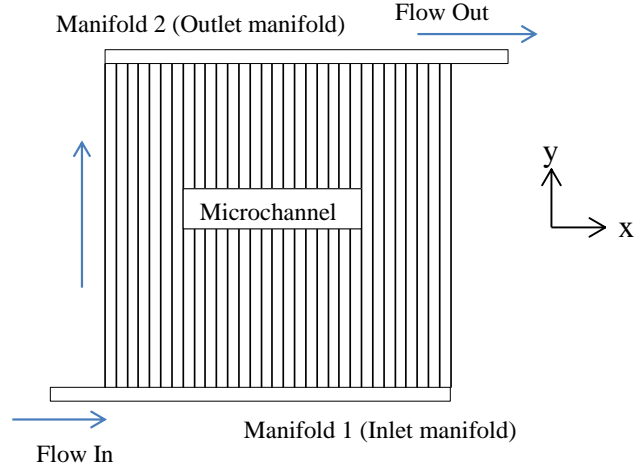 Flow Out
Manifold 2 (Outlet manifold)
y
Microchannel
x
Manifold 1 (Inlet manifold)
Flow In